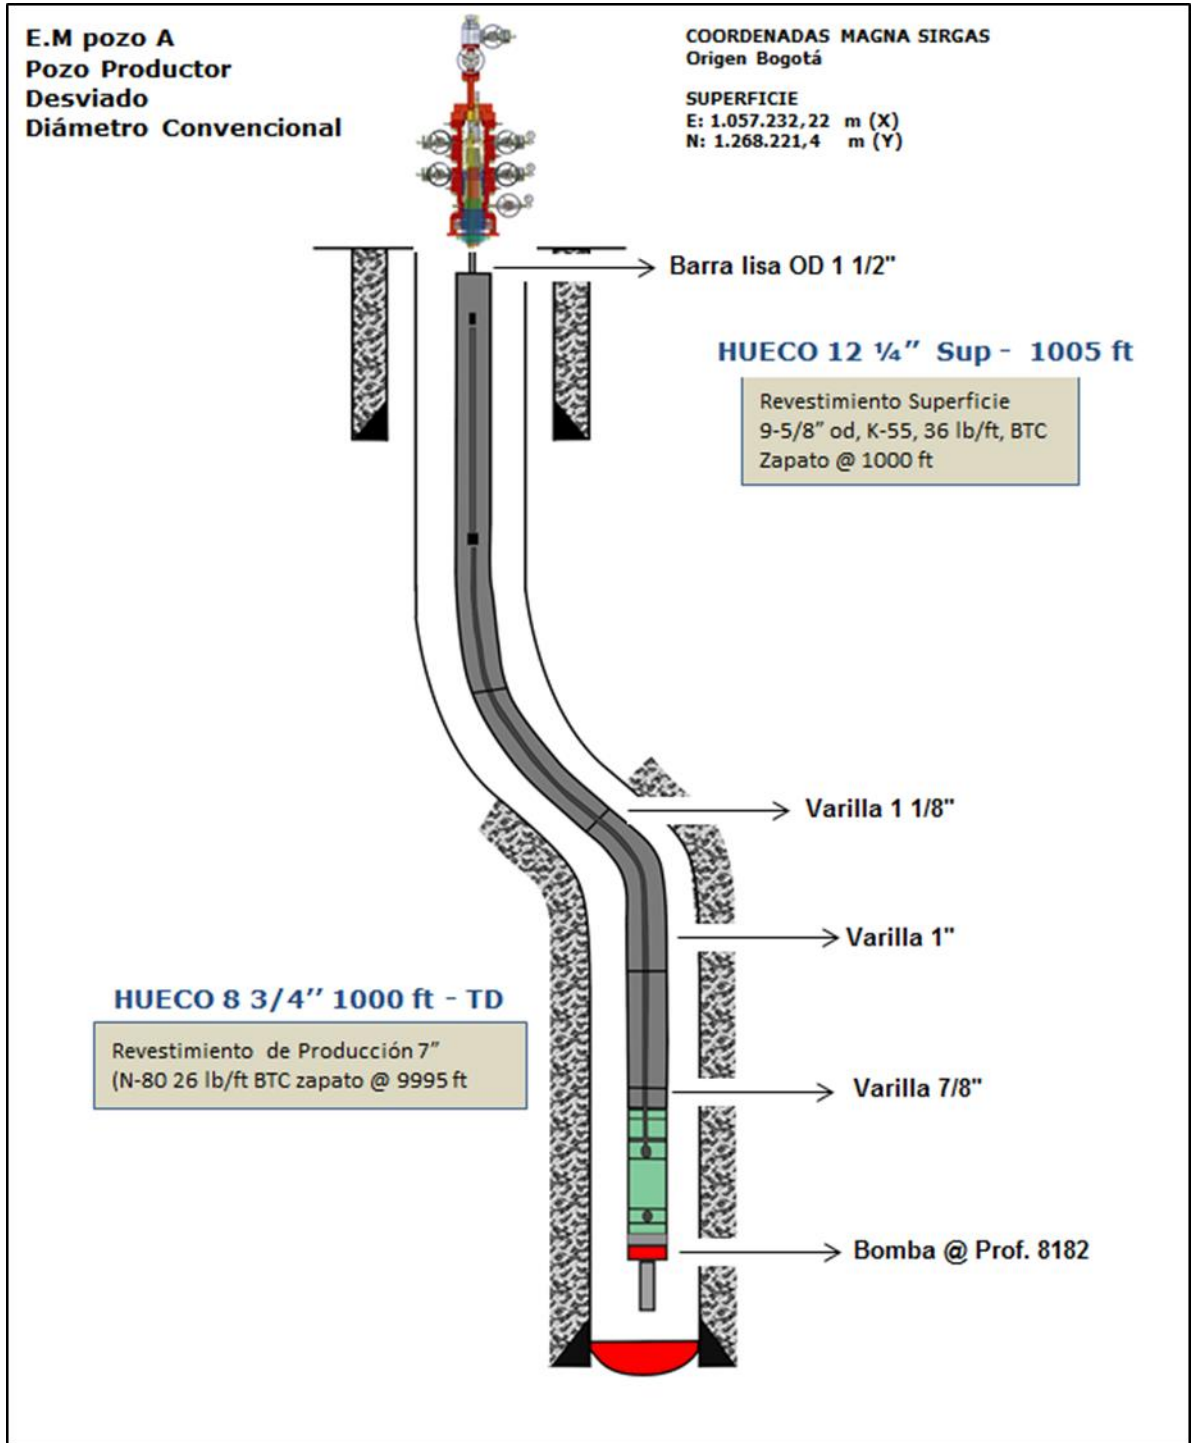 E.M pozo A
Pozo Productor
Desviado
Diámetro Convencional
COORDENADAS MAGNA SIRGAS
Origen Bogotá
SUPERFICIE
E: 1.057.232,22 m (X)
N: 1.268.221,4 m (Y)
Barra lisa OD 1 1/2"
HUECO 12 ¼” Sup - 1005 ft
Revestimiento Superficie
9-5/8” od, K-55, 36 lb/ft, BTC
Zapato @ 1000 ft
Varilla 1 1/8"
Varilla 1"
HUECO 8 3/4’’ 1000 ft - TD
Revestimiento de Producción 7”
(N-80 26 lb/ft BTC zapato @ 9995 ft
Varilla 7/8"
Bomba @ Prof. 8182